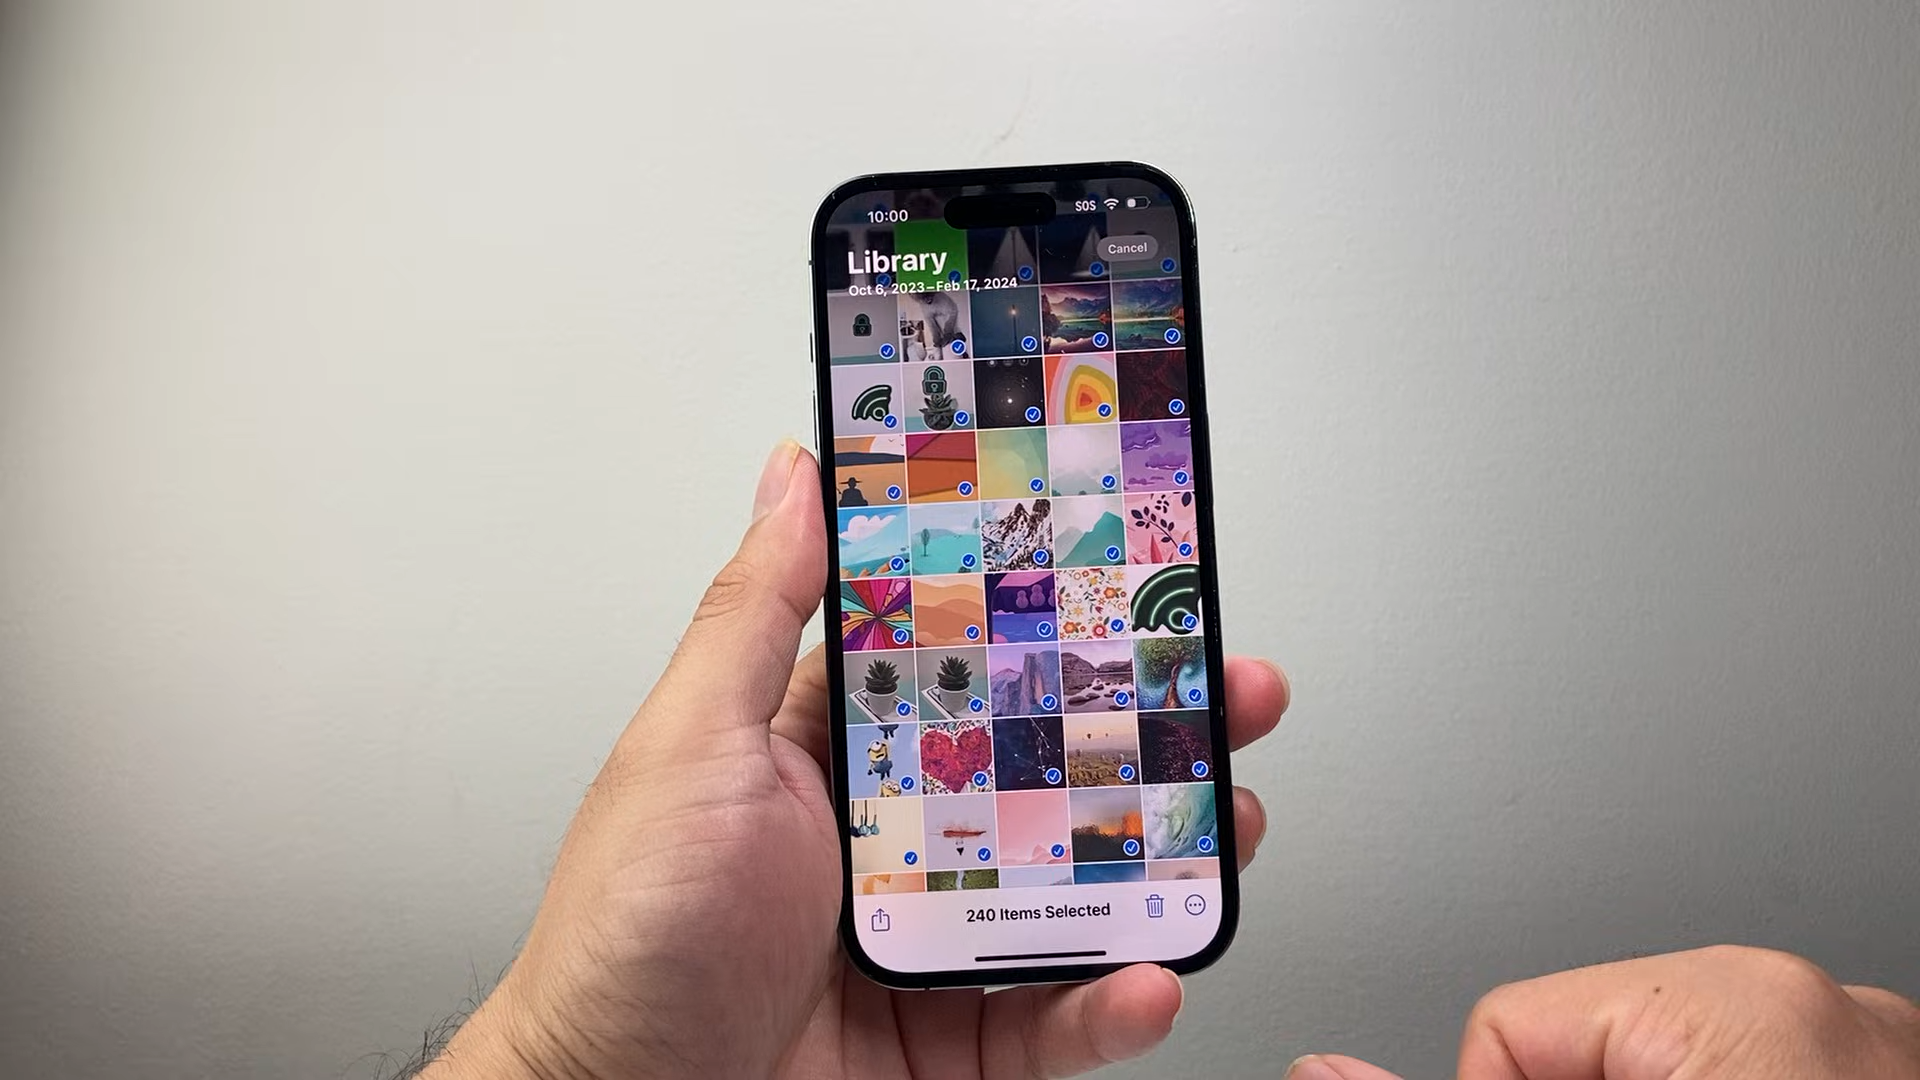 10:00
SOS
Library
Cancel
Oct 6, 2023–Feb 17, 2024
240 Items Selected